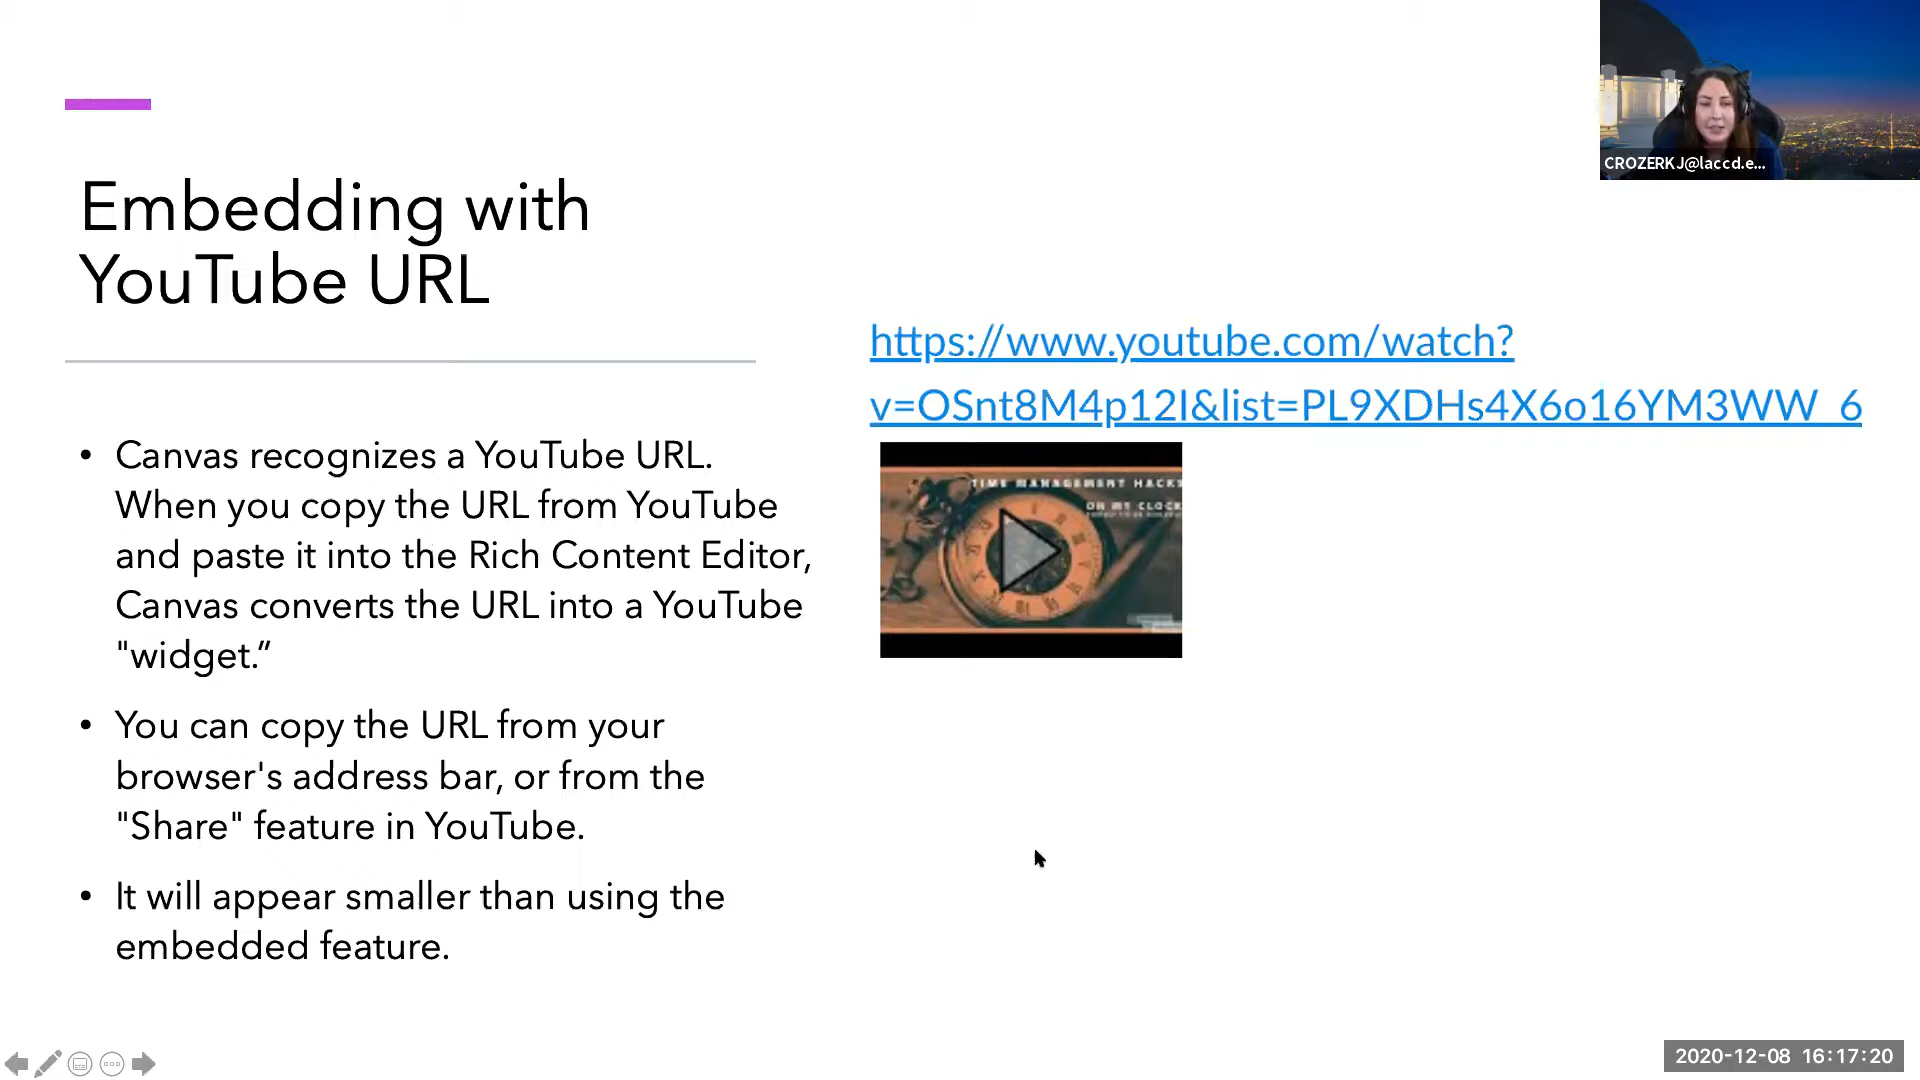 CROZERKJ@laccd.e...
Embedding with
YouTube URL
https://www.youtube.com/watch?
v=OSnt8M4p12I&list=PL9XDHs4X6o16YM3WW_6
TIME MANAGEMENT HACKS
OH MY CLOCK
• Canvas recognizes a YouTube URL.
When you copy the URL from YouTube
and paste it into the Rich Content Editor,
Canvas converts the URL into a YouTube
"widget.”
• You can copy the URL from your
browser's address bar, or from the
"Share" feature in YouTube.
• It will appear smaller than using the
embedded feature.
2020-12-08 16:17:20